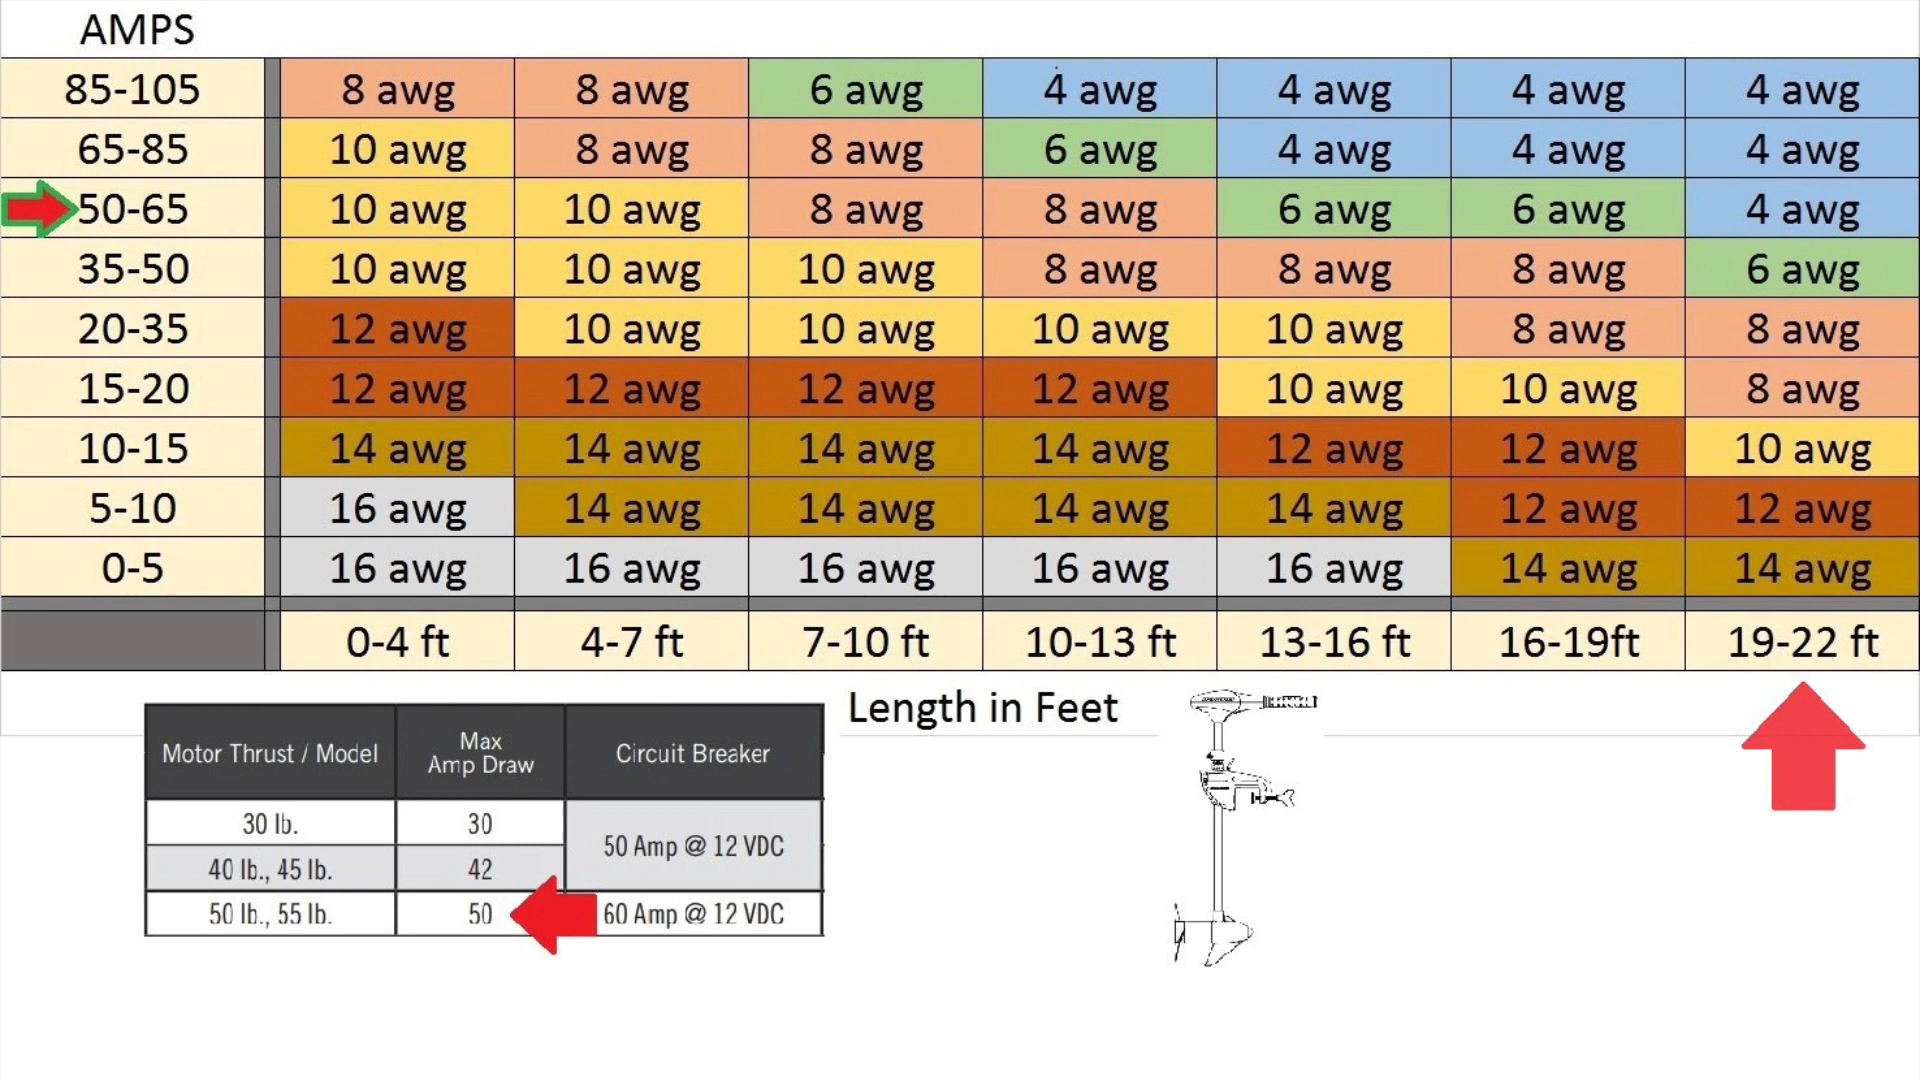 AMPS
85-105 8 awg 8 awg 6 awg 4 awg 4 awg 4 awg 4 awg
65-85 10 awg 8 awg 8 awg 6 awg 4 awg 4 awg 4 awg
50-65 10 awg 10 awg 8 awg 8 awg 6 awg 6 awg 4 awg
35-50 10 awg 10 awg 10 awg 8 awg 8 awg 8 awg 6 awg
20-35 12 awg 10 awg 10 awg 10 awg 10 awg 8 awg 8 awg
15-20 12 awg 12 awg 12 awg 12 awg 10 awg 10 awg 8 awg
10-15 14 awg 14 awg 14 awg 14 awg 12 awg 12 awg 10 awg
5-10 16 awg 14 awg 14 awg 14 awg 14 awg 12 awg 12 awg
0-5 16 awg 16 awg 16 awg 16 awg 16 awg 14 awg 14 awg
0-4 ft 4-7 ft 7-10 ft 10-13 ft 13-16 ft 16-19ft 19-22 ft
Length in Feet
Motor Thrust / Model Max Amp Draw Circuit Breaker
30 lb. 30 50 Amp @ 12 VDC
40 lb., 45 lb. 42
50 lb., 55 lb. 50 60 Amp @ 12 VDC